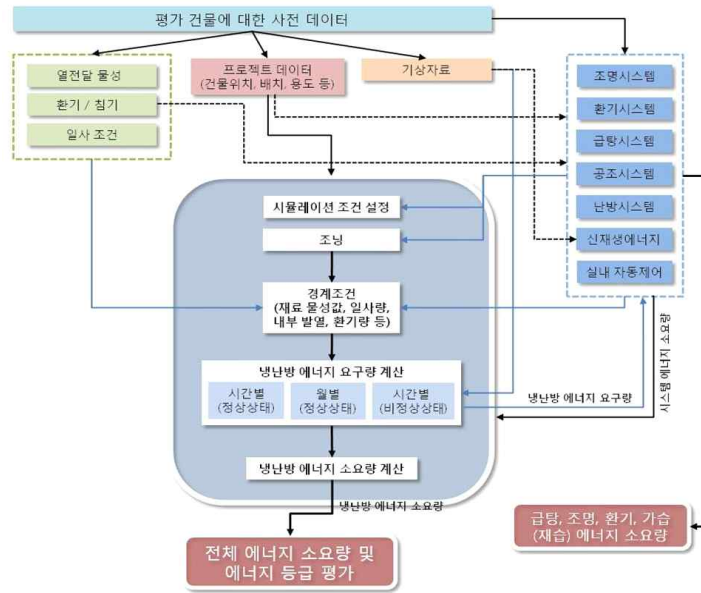 평가 건물에 대한 사전 데이터
열전달 물성
환기 / 침기
일사 조건
프로젝트 데이터
(건물위치, 배치, 용도 등)
기상자료
조명시스템
환기시스템
급탕시스템
공조시스템
난방시스템
신재생에너지
실내 자동제어
시뮬레이션 조건 설정
조닝
경계조건
(재료 물성값, 일사량,
내부 발열, 환기량 등)
냉난방 에너지 요구량 계산
시간별
(정상상태)
월별
(정상상태)
시간별
(비정상상태)
냉난방 에너지 요구량
시스템 에너지 소요량
냉난방 에너지 소요량 계산
냉난방 에너지 소요량
전체 에너지 소요량 및
에너지 등급 평가
급탕, 조명, 환기, 가습
(재습) 에너지 소요량